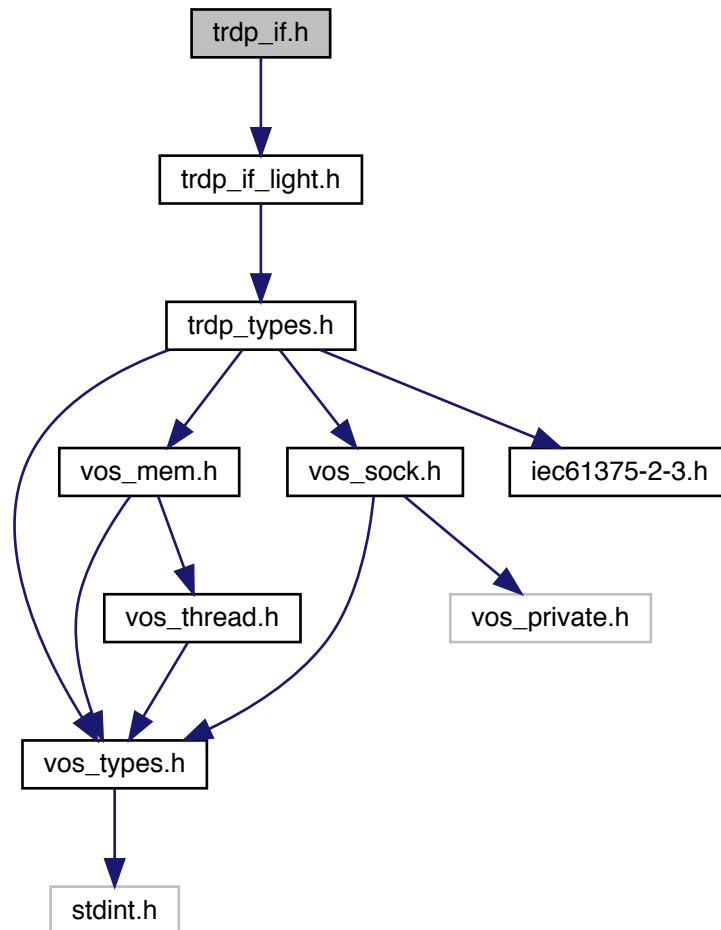 trdp_if.h
trdp_if_light.h
trdp_types.h
vos_mem.h
vos_sock.h
iec61375-2-3.h
vos_thread.h
vos_private.h
vos_types.h
stdint.h